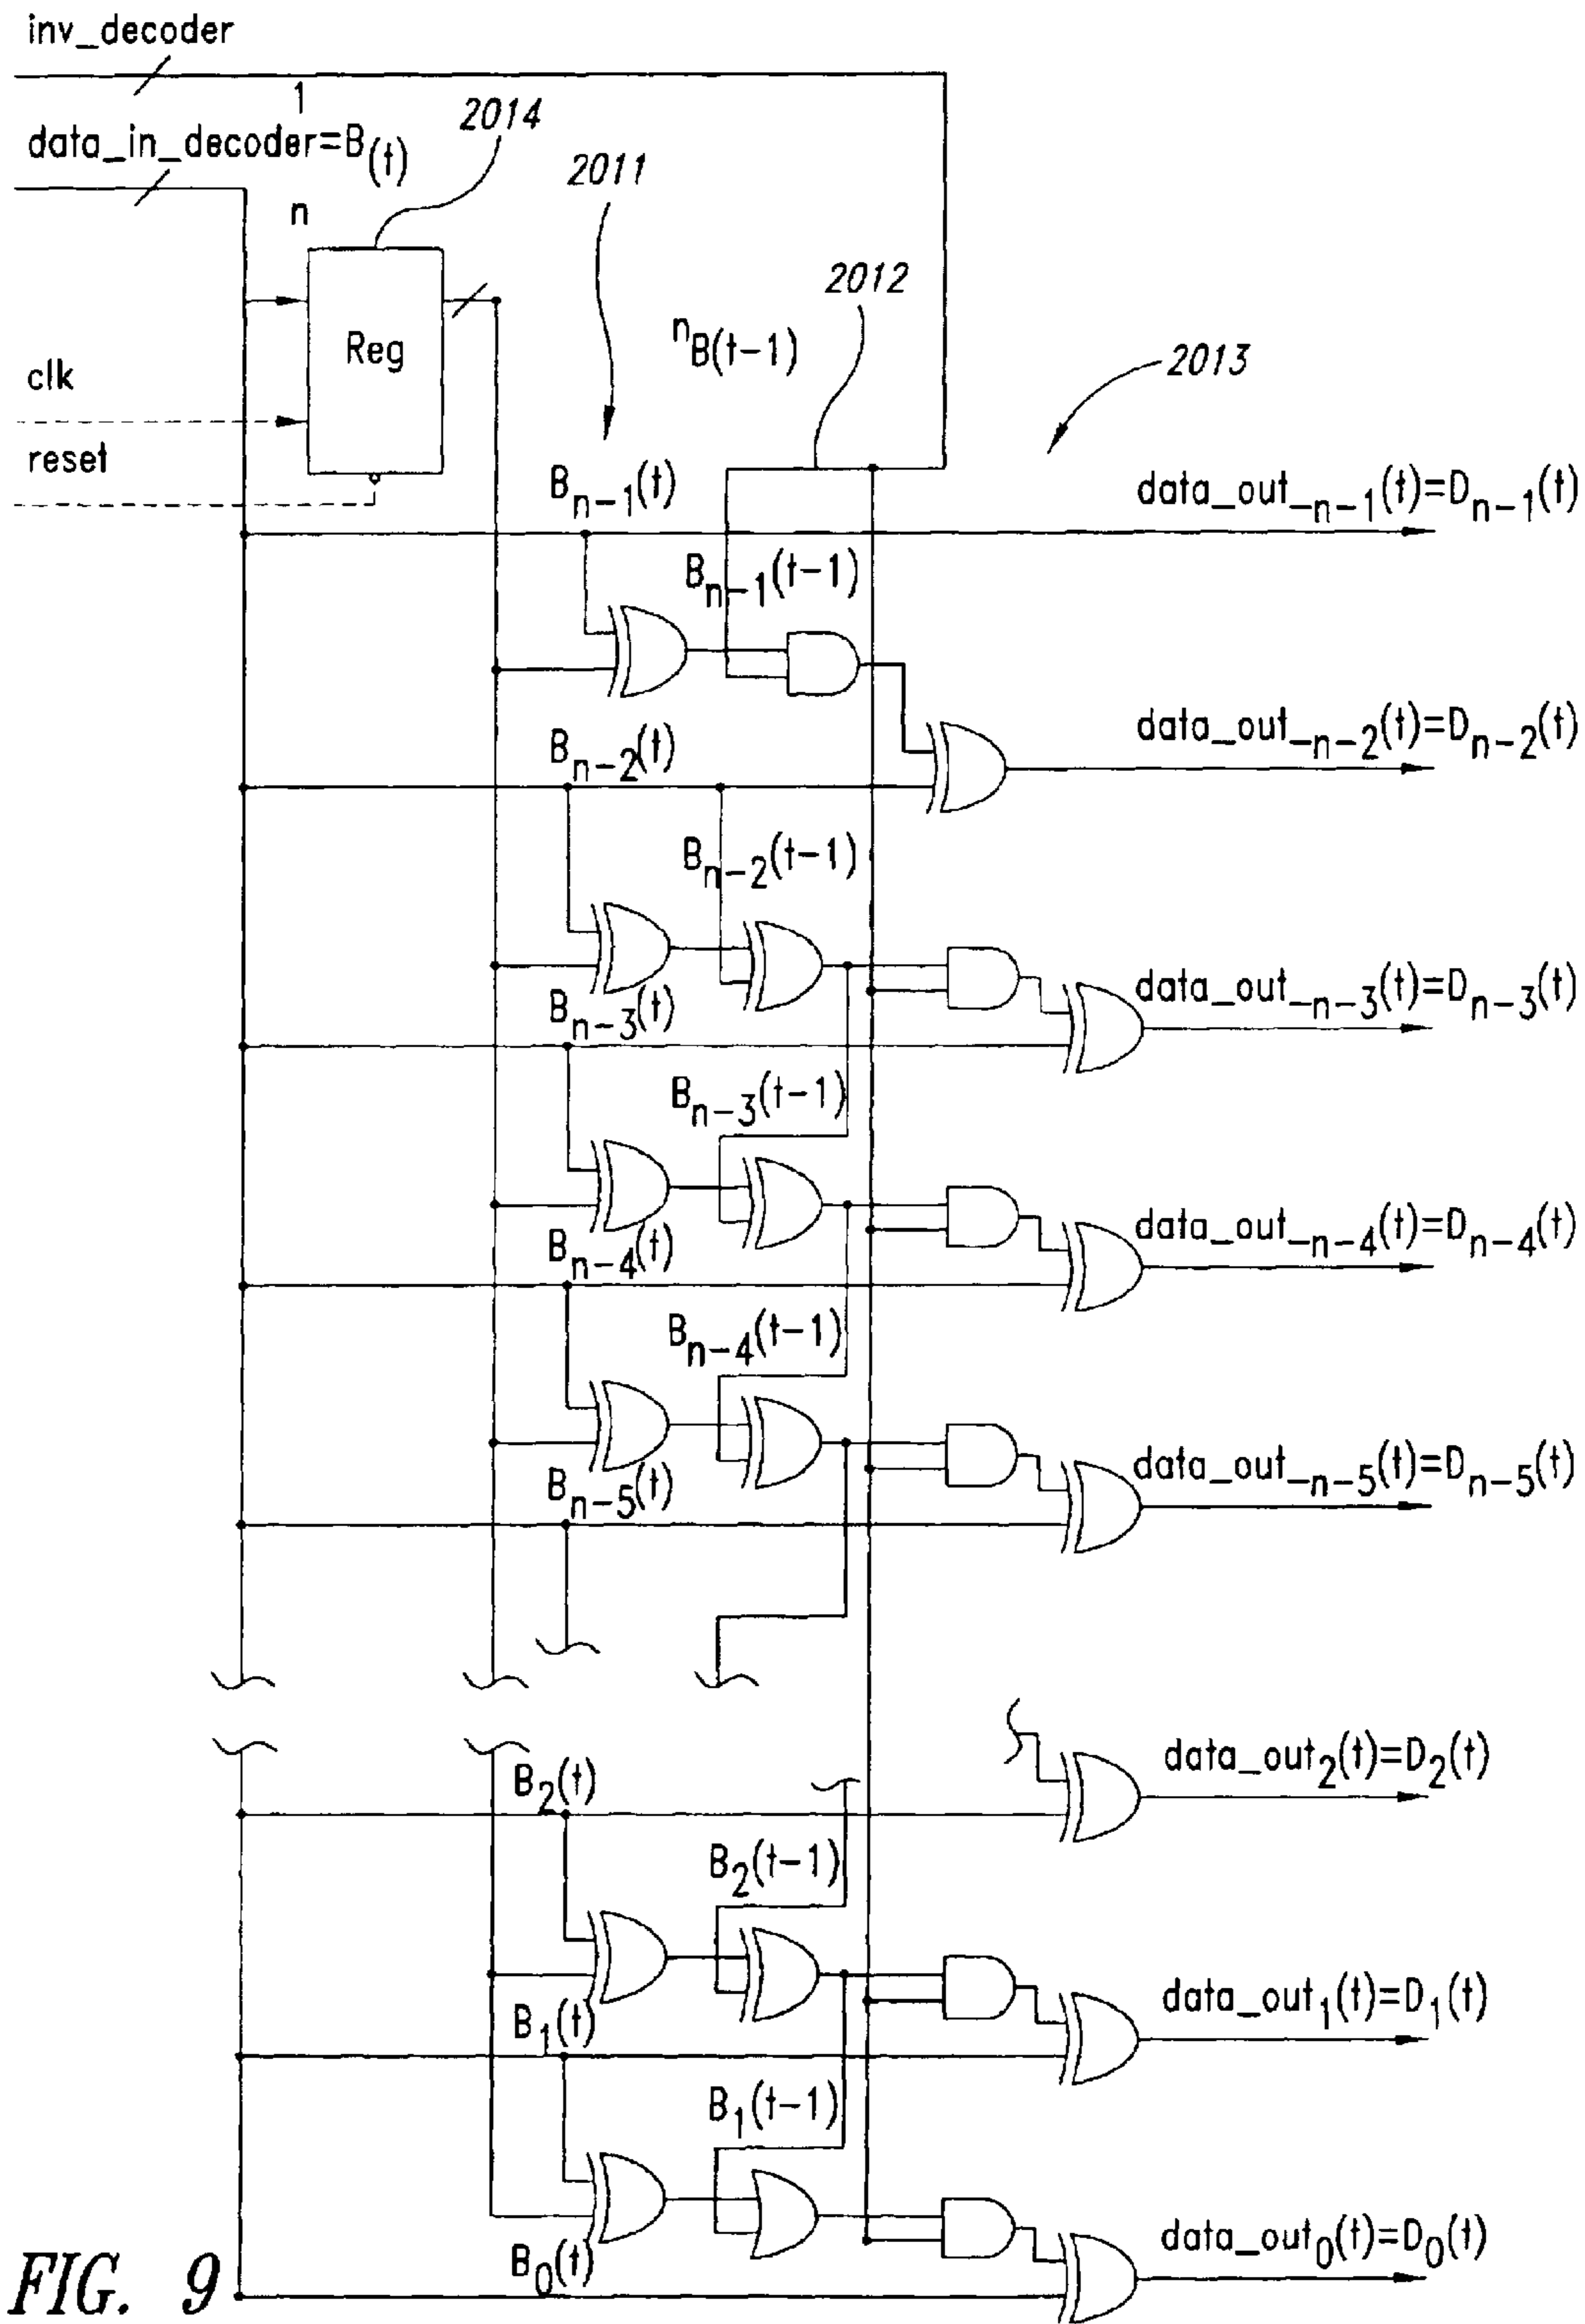 inv_decoder
1
data_in_decoder=B(t)
n
2014
2011
Reg
2012
nB(t-1)
2013
clk
reset
Bn-1(t)
data_out_n-1(t)=Dn-1(t)
Bn-1(t-1)
Bn-2(t)
data_out_n-2(t)=Dn-2(t)
Bn-2(t-1)
Bn-3(t)
data_out_n-3(t)=Dn-3(t)
Bn-3(t-1)
Bn-4(t)
data_out_n-4(t)=Dn-4(t)
Bn-4(t-1)
Bn-5(t)
data_out_n-5(t)=Dn-5(t)
B2(t)
data_out2(t)=D2(t)
B2(t-1)
B1(t)
data_out1(t)=D1(t)
B1(t-1)
B0(t)
data_out0(t)=D0(t)
FIG. 9